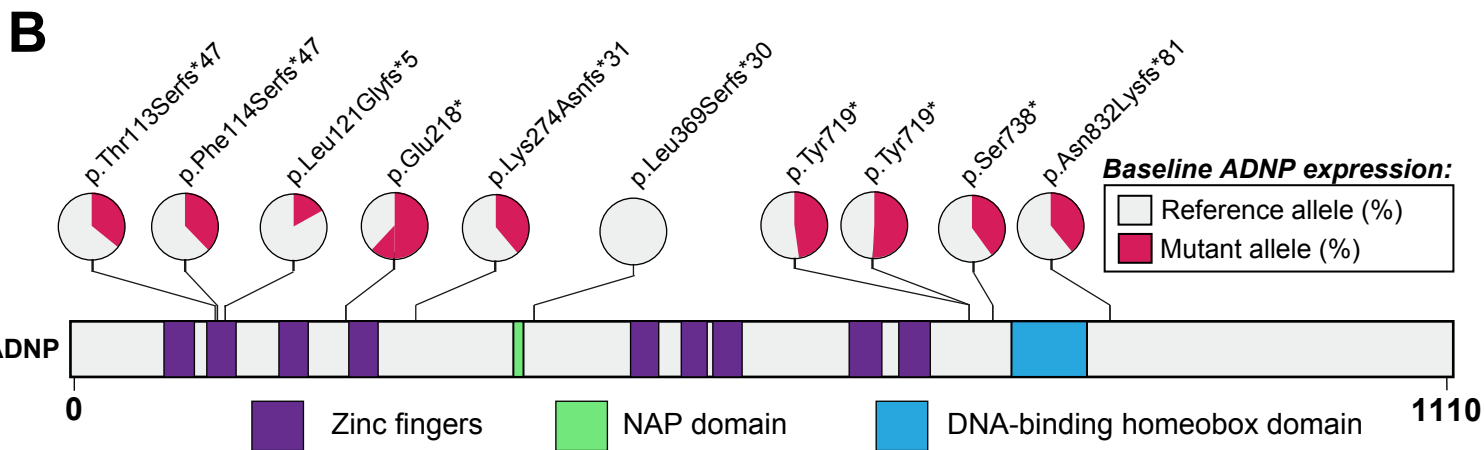 B
p.Thr113Serfs*47
p.Phe114Serfs*47
p.Leu121Glyfs*5
p.Glu218*
p.Lys274Asnfs*31
p.Leu369Serfs*30
p.Tyr719*
p.Tyr719*
p.Ser738*
p.Asn832Lysfs*81
Baseline ADNP expression:
Reference allele (%)
Mutant allele (%)
ADNP
0
1110
Zinc fingers
NAP domain
DNA-binding homeobox domain